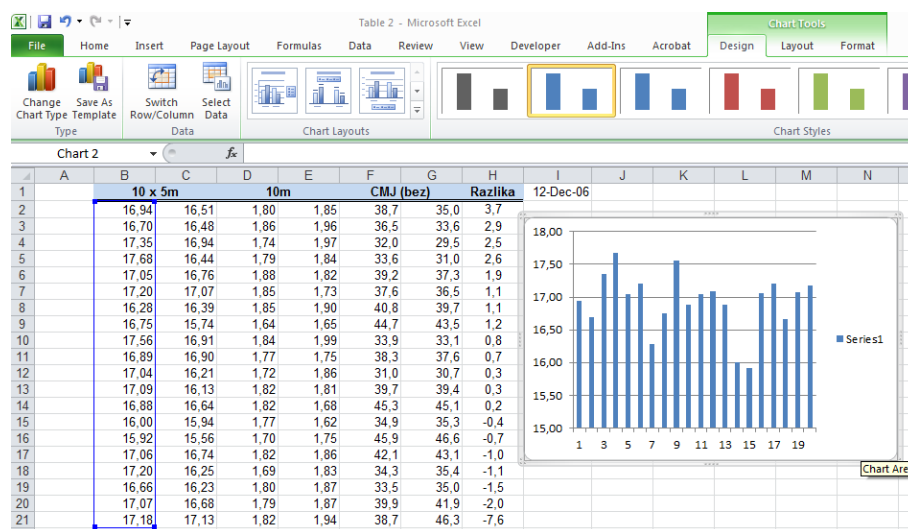 Table 2 - Microsoft Excel
Chart Tools
File Home Insert Page Layout Formulas Data Review View Developer Add-Ins Acrobat Design Layout Format
Change Chart Type
Save As Template
Switch Row/Column
Select Data
Type Data Chart Layouts Chart Styles
Chart 2 fx
A B C D E F G H I J K L M N
1 10 x 5m 10m CMJ (bez) Razlika 12-Dec-06
2 16,94 16,51 1,80 1,85 38,7 35,0 3,7
3 16,70 16,48 1,86 1,96 36,5 33,6 2,9
4 17,35 16,94 1,74 1,97 32,0 29,5 2,5
5 17,68 16,44 1,79 1,84 33,6 31,0 2,6
6 17,05 16,76 1,88 1,82 39,2 37,3 1,9
7 17,20 17,07 1,85 1,73 37,6 36,5 1,1
8 16,28 16,39 1,85 1,90 40,8 39,7 1,1
9 16,75 15,74 1,64 1,65 44,7 43,5 1,2
10 17,56 16,91 1,84 1,99 33,9 33,1 0,8
11 16,89 16,90 1,77 1,75 38,3 37,6 0,7
12 17,04 16,21 1,72 1,86 31,0 30,7 0,3
13 17,09 16,13 1,82 1,81 39,7 39,4 0,3
14 16,88 16,64 1,82 1,68 45,3 45,1 0,2
15 16,00 15,94 1,77 1,62 34,9 35,3 -0,4
16 15,92 15,56 1,70 1,75 45,9 46,6 -0,7
17 17,06 16,74 1,82 1,86 42,1 43,1 -1,0
18 17,20 16,25 1,69 1,83 34,3 35,4 -1,1
19 16,66 16,23 1,80 1,87 33,5 35,0 -1,5
20 17,07 16,68 1,79 1,87 39,9 41,9 -2,0
21 17,18 17,13 1,82 1,94 38,7 46,3 -7,6
18,00
17,50
17,00
16,50
16,00
15,50
15,00
1 3 5 7 9 11 13 15 17 19
Series1
Chart Are